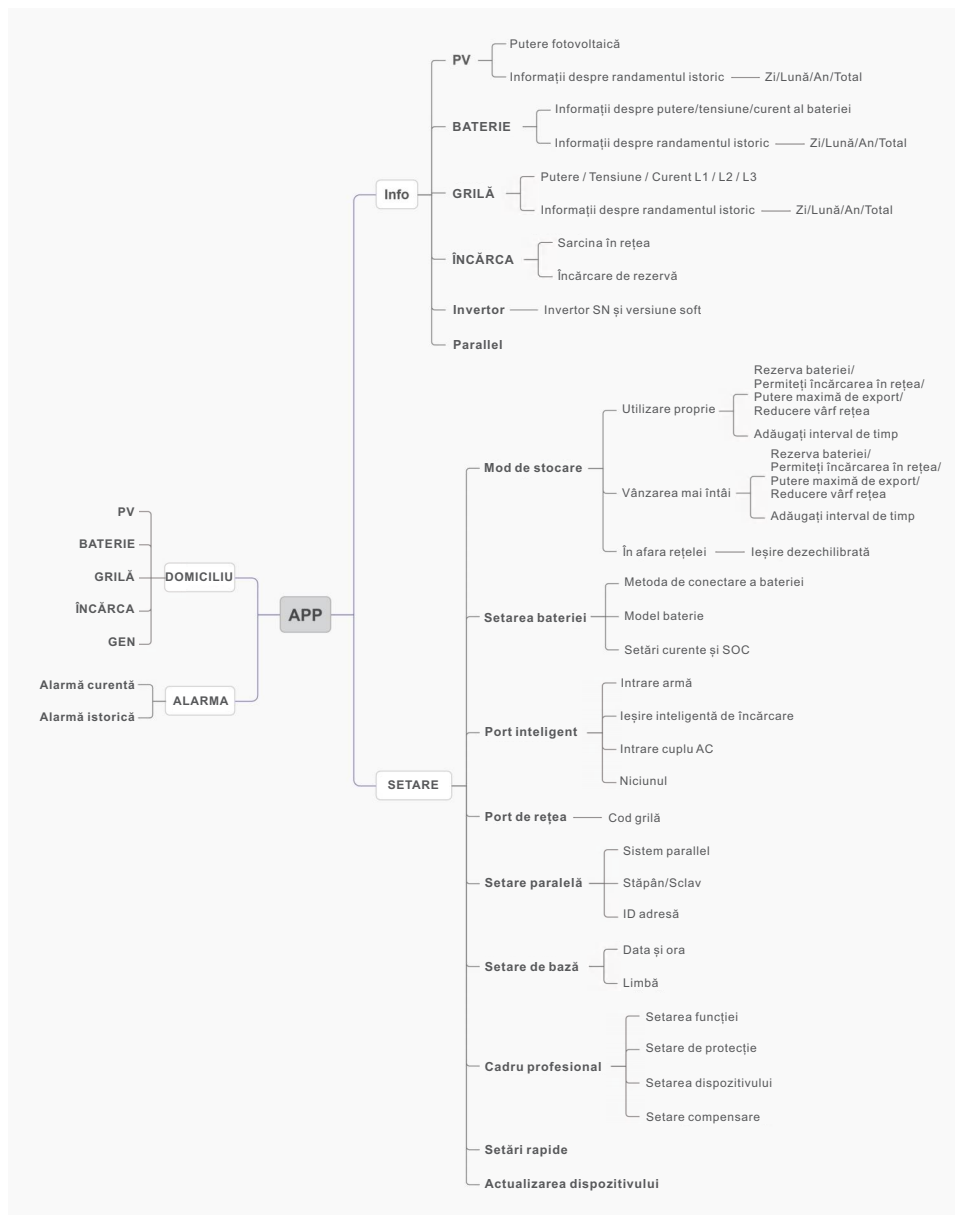 APP
DOMICILIU
PV
BATERIE
GRILĂ
ÎNCĂRCA
GEN
ALARMA
Alarmă curentă
Alarmă istorică
Info
PV
Putere fotovoltaică
Informații despre randamentul istoric
Zi/Lună/An/Total
BATERIE
Informații despre putere/tensiune/curent al bateriei
Informații despre randamentul istoric
Zi/Lună/An/Total
GRILĂ
Putere / Tensiune / Curent L1 / L2 / L3
Informații despre randamentul istoric
Zi/Lună/An/Total
ÎNCĂRCA
Sarcina în rețea
Încărcare de rezervă
Invertor
Invertor SN și versiune soft
Parallel
SETARE
Mod de stocare
Utilizare proprie
Rezerva bateriei/
Permiteți încărcarea în rețea/
Putere maximă de export/
Reducere vârf rețea
Adăugați interval de timp
Vânzarea mai întâi
Rezerva bateriei/
Permiteți încărcarea în rețea/
Putere maximă de export/
Reducere vârf rețea
Adăugați interval de timp
În afara rețelei
Ieșire dezechilibrată
Setarea bateriei
Metoda de conectare a bateriei
Model baterie
Setări curente și SOC
Port inteligent
Intrare armă
Ieșire inteligentă de încărcare
Intrare cuplu AC
Niciunul
Port de rețea
Cod grilă
Setare paralelă
Sistem parallel
Stăpân/Sclav
ID adresă
Setare de bază
Data și ora
Limbă
Cadru profesional
Setarea funcției
Setare de protecție
Setarea dispozitivului
Setare compensare
Setări rapide
Actualizarea dispozitivului